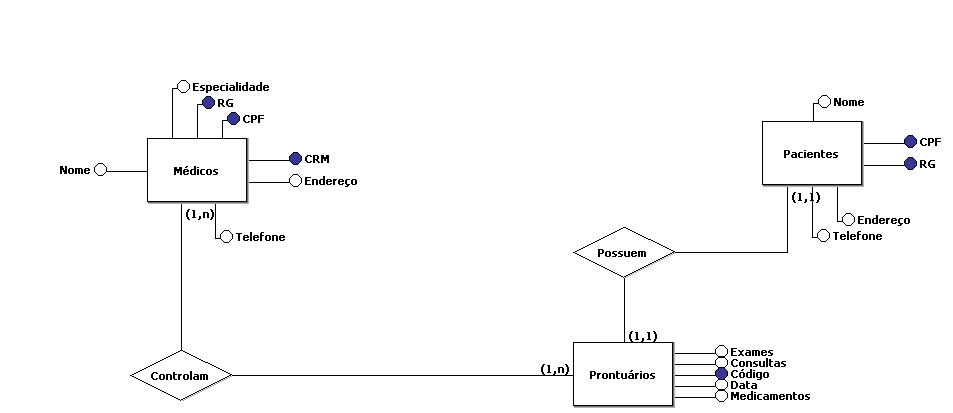 Especialidade
RG
CPF
Nome
Médicos
CRM
Endereço
(1,n)
Telefone
Nome
Pacientes
CPF
RG
(1,1)
Endereço
Telefone
Possuem
(1,1)
Controlam
(1,n)
Prontuários
Exames
Consultas
Código
Data
Medicamentos